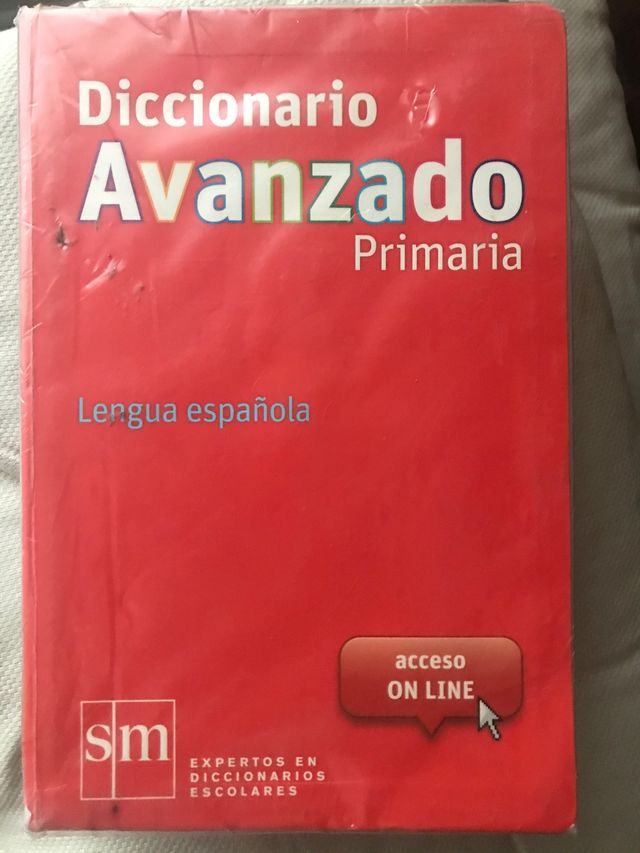 Diccionario
Avanzado
Primaria
Lengua española
acceso
ON LINE
sm
EXPERTOS EN
DICCIONARIOS
ESCOLARES